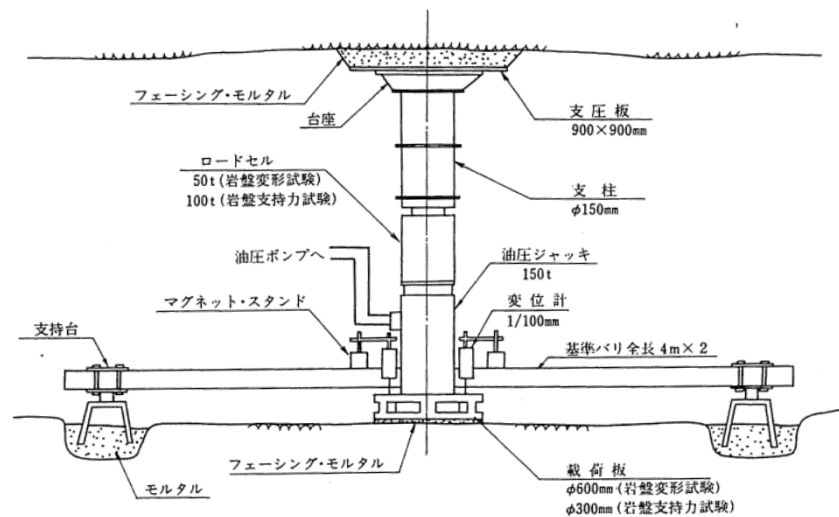 フェーシング・モルタル
台座
支圧板
900×900mm
ロードセル
50t(岩盤変形試験)
100t(岩盤支持力試験)
支柱
φ150mm
油圧ポンプへ
油圧ジャッキ
150t
マグネット・スタンド
変位計
1/100mm
支持台
基準バリ全長4m×2
フェーシング・モルタル
モルタル
載荷板
φ600mm(岩盤変形試験)
φ300mm(岩盤支持力試験)